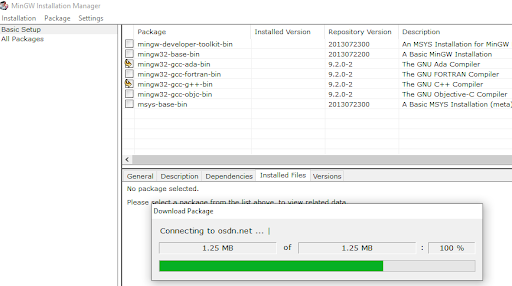 MinGW Installation Manager
Installation Package Settings
Basic Setup
All Packages
Package Installed Version Repository Version Description
mingw-developer-toolkit-bin 2013072300 An MSYS Installation for MinGW
mingw32-base-bin 2013072200 A Basic MinGW Installation
mingw32-gcc-ada-bin 9.2.0-2 The GNU Ada Compiler
mingw32-gcc-fortran-bin 9.2.0-2 The GNU FORTRAN Compiler
mingw32-gcc-g++-bin 9.2.0-2 The GNU C++ Compiler
mingw32-gcc-objc-bin 9.2.0-2 The GNU Objective-C Compiler
msys-base-bin 2013072300 A Basic MSYS Installation (meta)
General Description Dependencies Installed Files Versions
No package selected.
Please select a package from the list above, to view related data.
Download Package
Connecting to osdn.net ... |
1.25 MB of 1.25 MB : 100 %